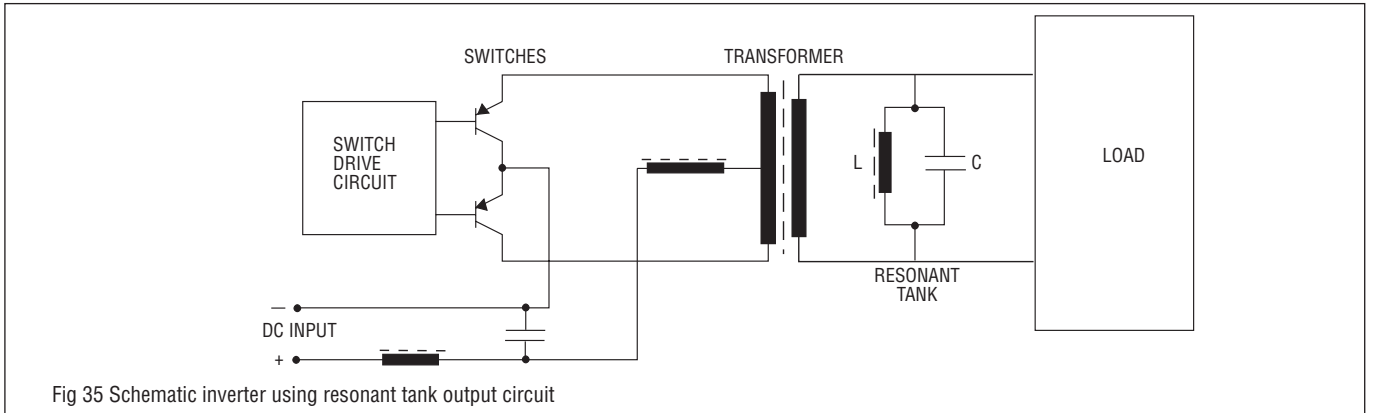 SWITCHES
TRANSFORMER
SWITCH
DRIVE
CIRCUIT
L
C
LOAD
RESONANT
TANK
—
DC INPUT
+
Fig 35 Schematic inverter using resonant tank output circuit